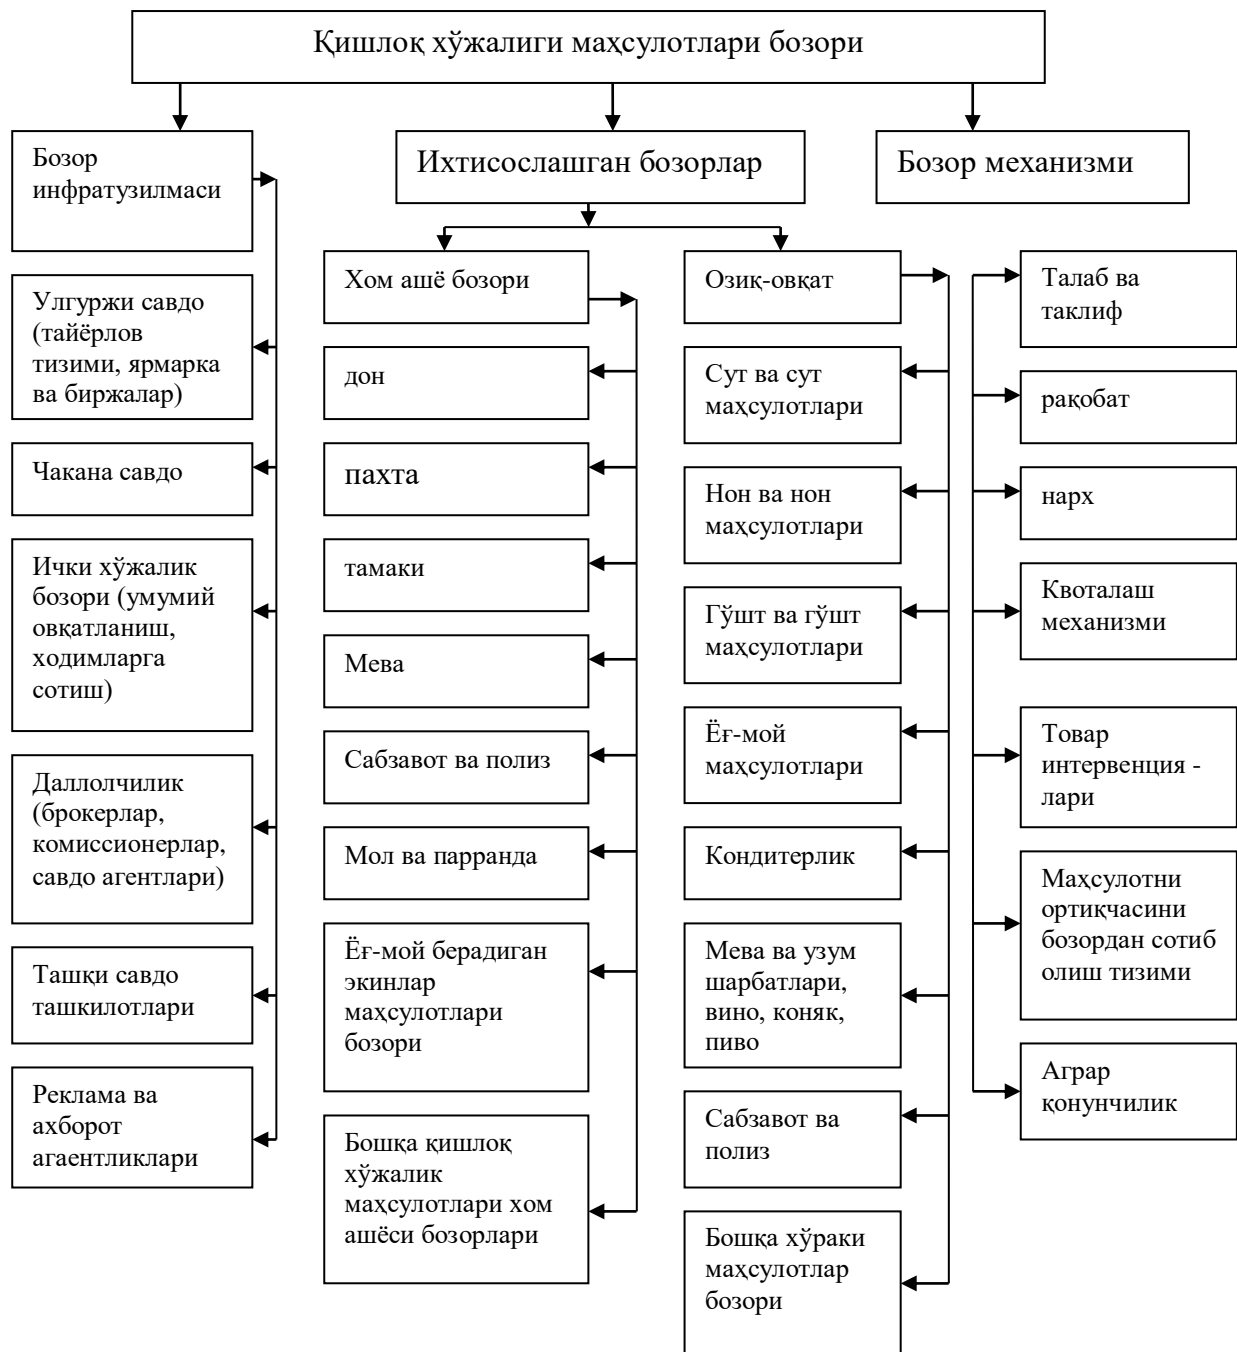 Қишлоқ хўжалиги маҳсулотлари бозори
Бозор
инфратузилмаси
Ихтисослашган бозорлар
Бозор механизми
Улгуржи савдо
(тайёрлов
тизими, ярмарка
ва биржалар)
Чакана савдо
Ички хўжалик
бозори (умумий
овқатланиш,
ходимларга
сотиш)
Даллолчилик
(брокерлар,
комиссионерлар,
савдо агентлари)
Ташқи савдо
ташкилотлари
Реклама ва
ахборот
агаентликлари
Хом ашё бозори
дон
пахта
тамаки
Мева
Сабзавот ва полиз
Мол ва парранда
Ёғ-мой берадиган
экинлар
маҳсулотлари
бозори
Бошқа қишлоқ
хўжалик
маҳсулотлари хом
ашёси бозорлари
Озиқ-овқат
Сут ва сут
маҳсулотлари
Нон ва нон
маҳсулотлари
Гўшт ва гўшт
маҳсулотлари
Ёғ-мой
маҳсулотлари
Кондитерлик
Мева ва узум
шарбатлари,
вино, коняк,
пиво
Сабзавот ва
полиз
Бошқа хўраки
маҳсулотлар
бозори
Талаб ва
таклиф
рақобат
нарх
Квоталаш
механизми
Товар
интервенция -
лари
Маҳсулотни
ортиқчасини
бозордан сотиб
олиш тизими
Аграр
қонунчилик